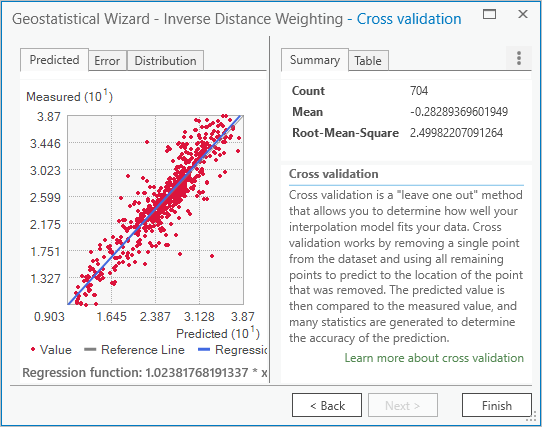 Geostatistical Wizard - Inverse Distance Weighting - Cross validation
Predicted Error Distribution
Measured (10¹)
3.87
3.446
3.023
2.599
2.175
1.751
1.327
0.903 1.645 2.387 3.128 3.87
Predicted (10¹)
Value Reference Line Regressio
Regression function: 1.02381768191337 * x
Summary Table
Count 704
Mean -0.28289369601949
Root-Mean-Square 2.49982207091264
Cross validation
Cross validation is a "leave one out" method
that allows you to determine how well your
interpolation model fits your data. Cross
validation works by removing a single point
from the dataset and using all remaining
points to predict to the location of the point
that was removed. The predicted value is
then compared to the measured value, and
many statistics are generated to determine
the accuracy of the prediction.
Learn more about cross validation
< Back Next > Finish